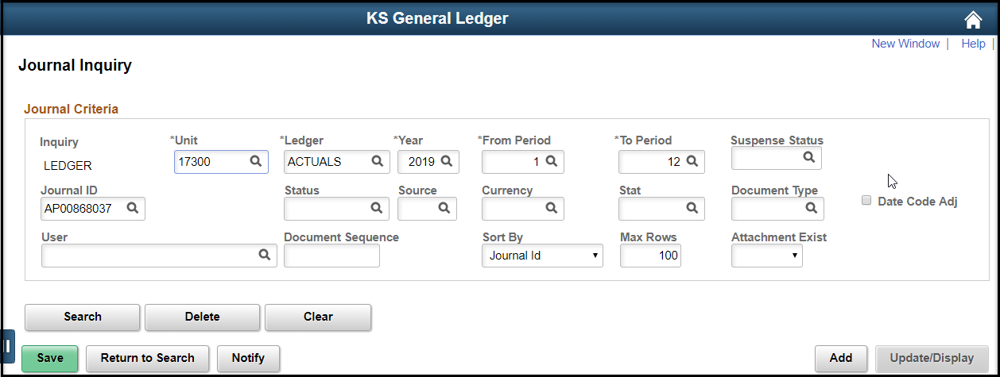 KS General Ledger
New Window | Help |
Journal Inquiry
Journal Criteria
Inquiry *Unit *Ledger *Year *From Period *To Period Suspense Status
LEDGER 17300 ACTUALS 2019 1 12
Journal ID Status Source Currency Stat Document Type
AP00868037 Date Code Adj
User Document Sequence Sort By Max Rows Attachment Exist
Journal Id 100
Search Delete Clear
Save Return to Search Notify Add Update/Display